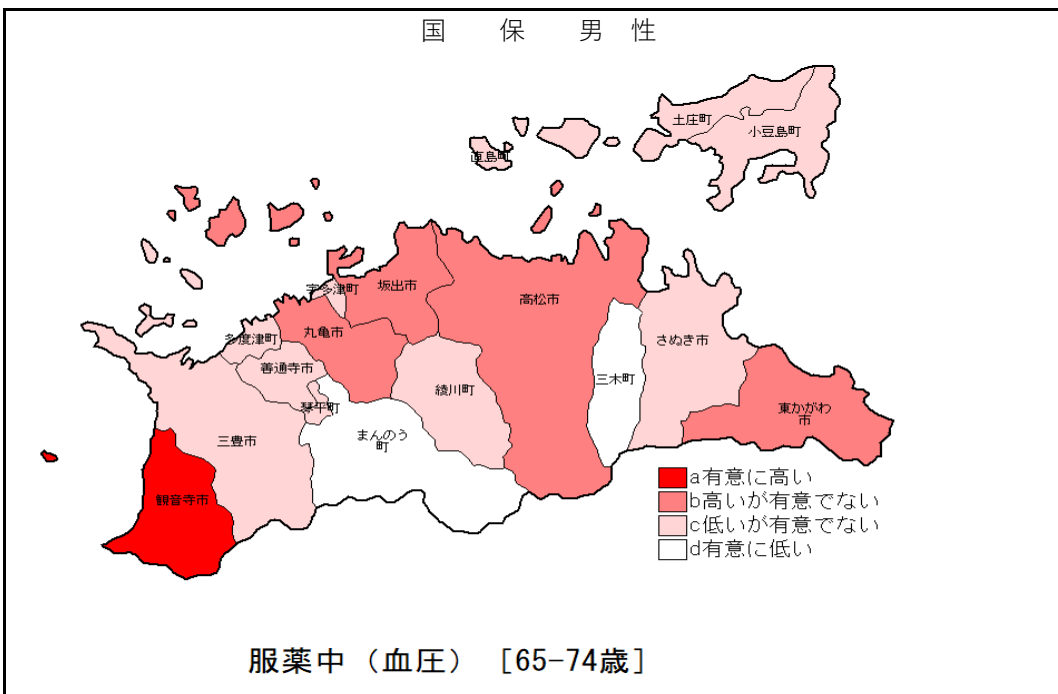 国 保 男 性
土庄町
小豆島町
直島町
宇多津町
坂出市
高松市
多度津町
丸亀市
さぬき市
善通寺市
綾川町
三木町
琴平町
東かがわ
市
三豊市
まんのう
町
観音寺市
a有意に高い
b高いが有意でない
c低いが有意でない
d有意に低い
服薬中（血圧） [65-74歳]